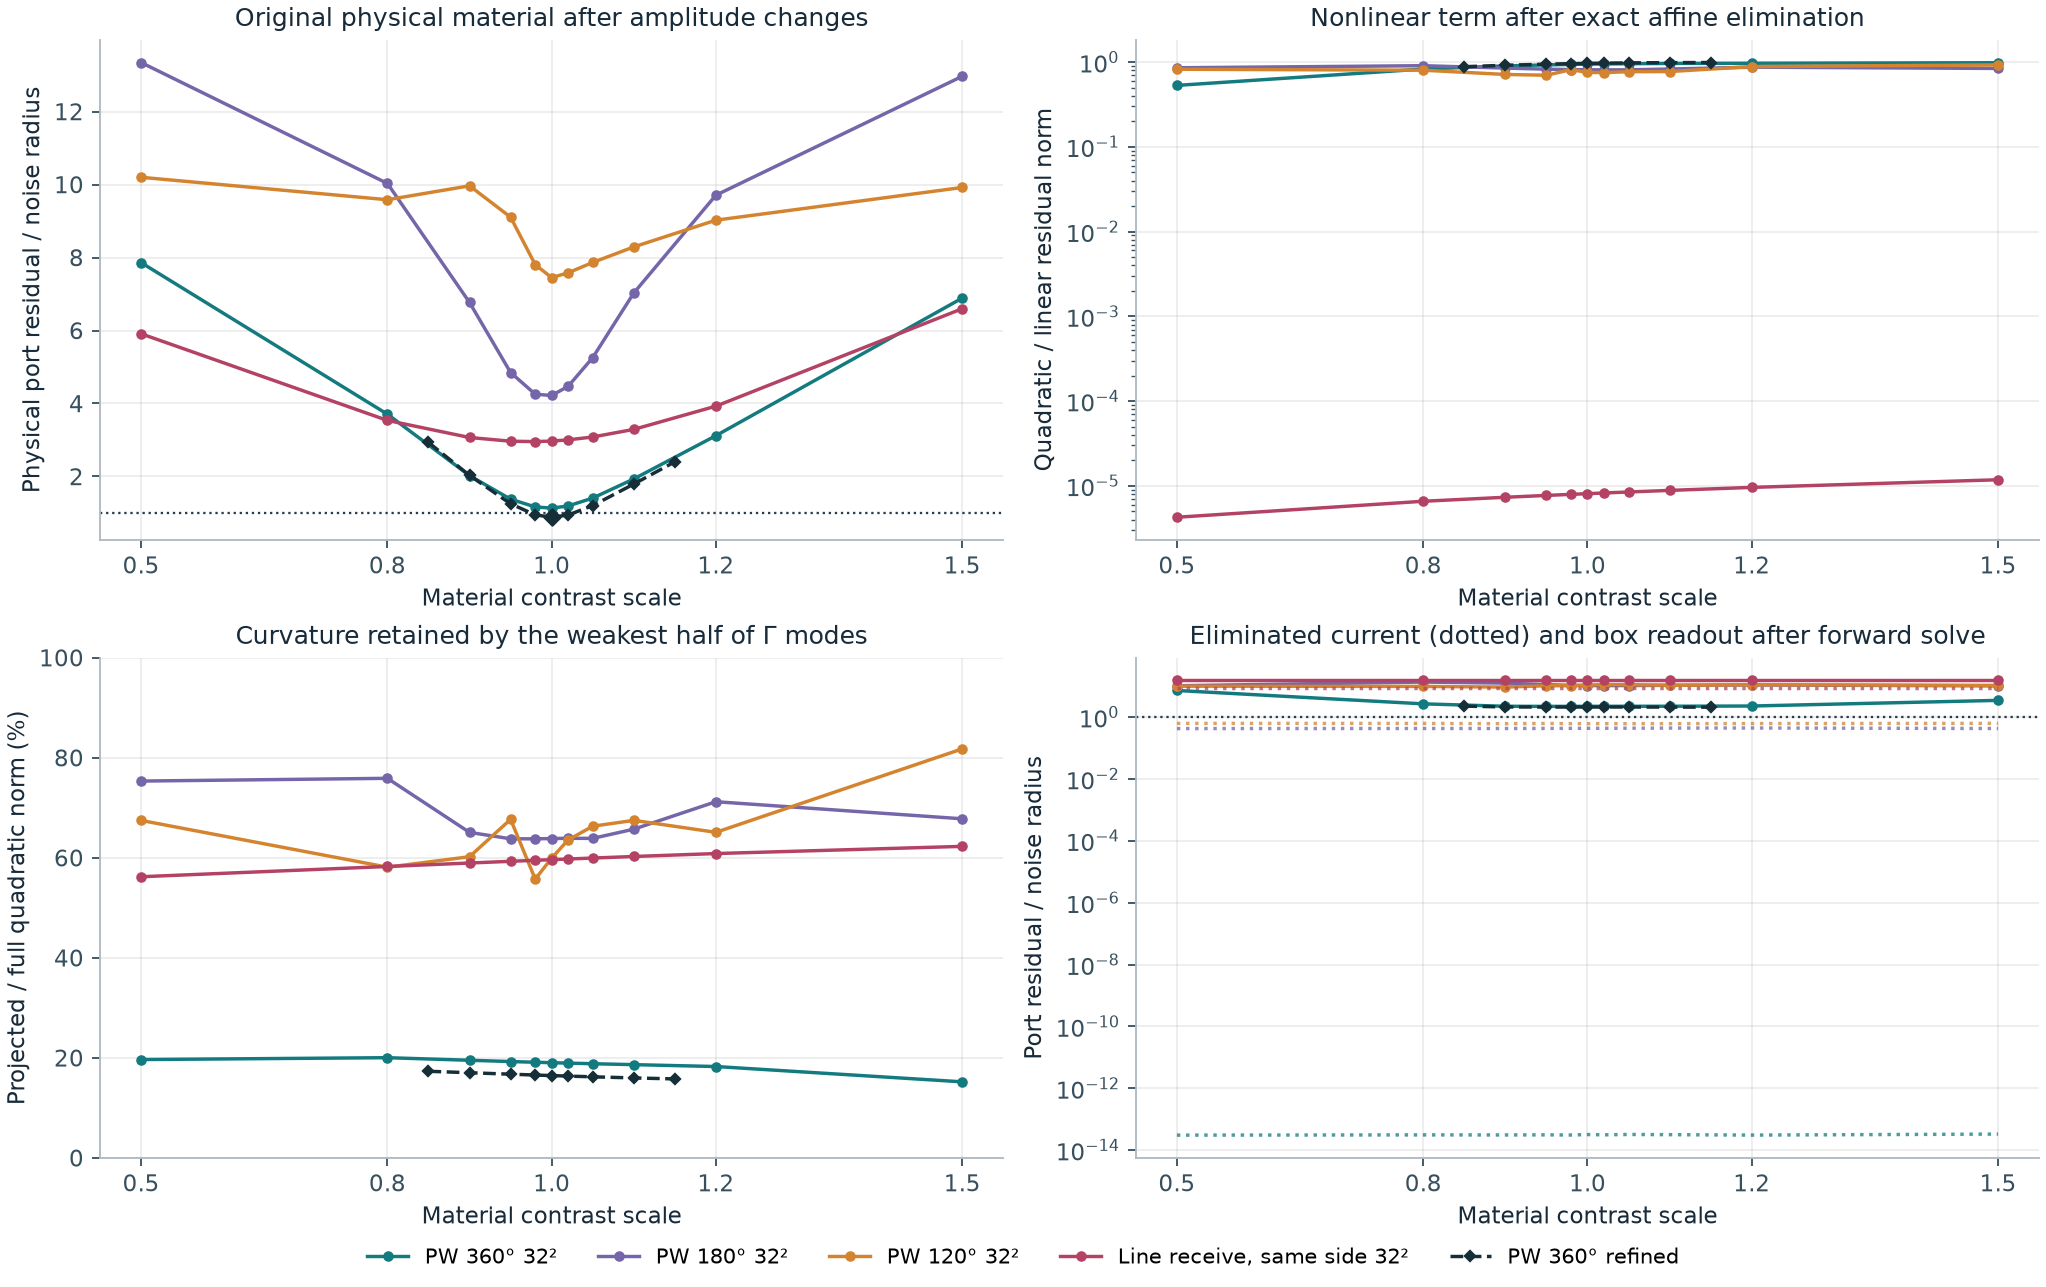 Original physical material after amplitude changes
Physical port residual / noise radius
12
10
8
6
4
2
0.5
0.8
1.0
1.2
1.5
Material contrast scale
Nonlinear term after exact affine elimination
Quadratic / linear residual norm
10⁰
10⁻¹
10⁻²
10⁻³
10⁻⁴
10⁻⁵
0.5
0.8
1.0
1.2
1.5
Material contrast scale
Curvature retained by the weakest half of Γ modes
Projected / full quadratic norm (%)
100
80
60
40
20
0
0.5
0.8
1.0
1.2
1.5
Material contrast scale
Eliminated current (dotted) and box readout after forward solve
Port residual / noise radius
10⁰
10⁻²
10⁻⁴
10⁻⁶
10⁻⁸
10⁻¹⁰
10⁻¹²
10⁻¹⁴
0.5
0.8
1.0
1.2
1.5
Material contrast scale
PW 360° 32²
PW 180° 32²
PW 120° 32²
Line receive, same side 32²
PW 360° refined